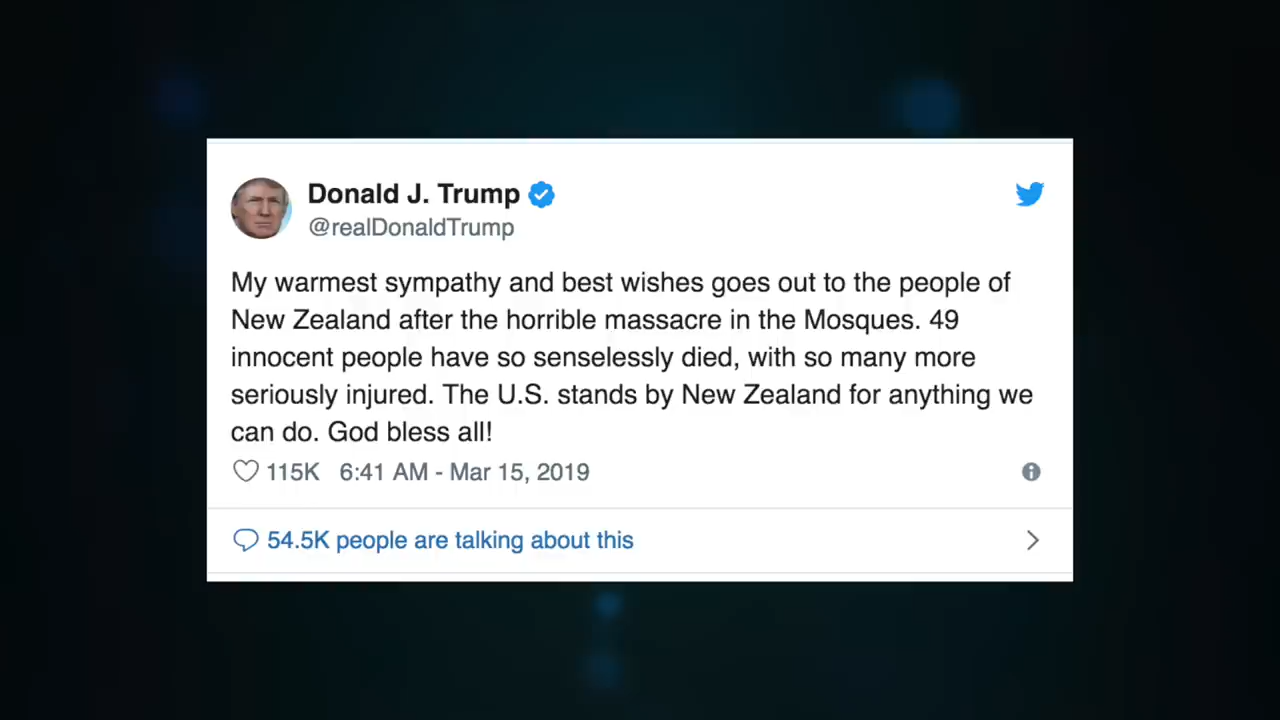 Donald J. Trump
@realDonaldTrump
My warmest sympathy and best wishes goes out to the people of
New Zealand after the horrible massacre in the Mosques. 49
innocent people have so senselessly died, with so many more
seriously injured. The U.S. stands by New Zealand for anything we
can do. God bless all!
115K 6:41 AM - Mar 15, 2019
54.5K people are talking about this